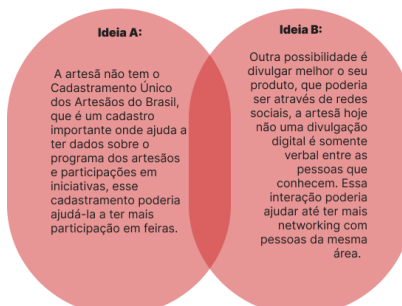 Ideia A:
A artesã não tem o
Cadastramento Único
dos Artesãos do Brasil,
que é um cadastro
importante onde ajuda a
ter dados sobre o
programa dos artesãos
e participações em
iniciativas, esse
cadastramento poderia
ajudá-la a ter mais
participação em feiras.
Ideia B:
Outra possibilidade é
divulgar melhor o seu
produto, que poderia
ser através de redes
sociais, a artesã hoje
não uma divulgação
digital é somente
verbal entre as
pessoas que
conhecem. Essa
interação poderia
ajudar até ter mais
networking com
pessoas da mesma
área.